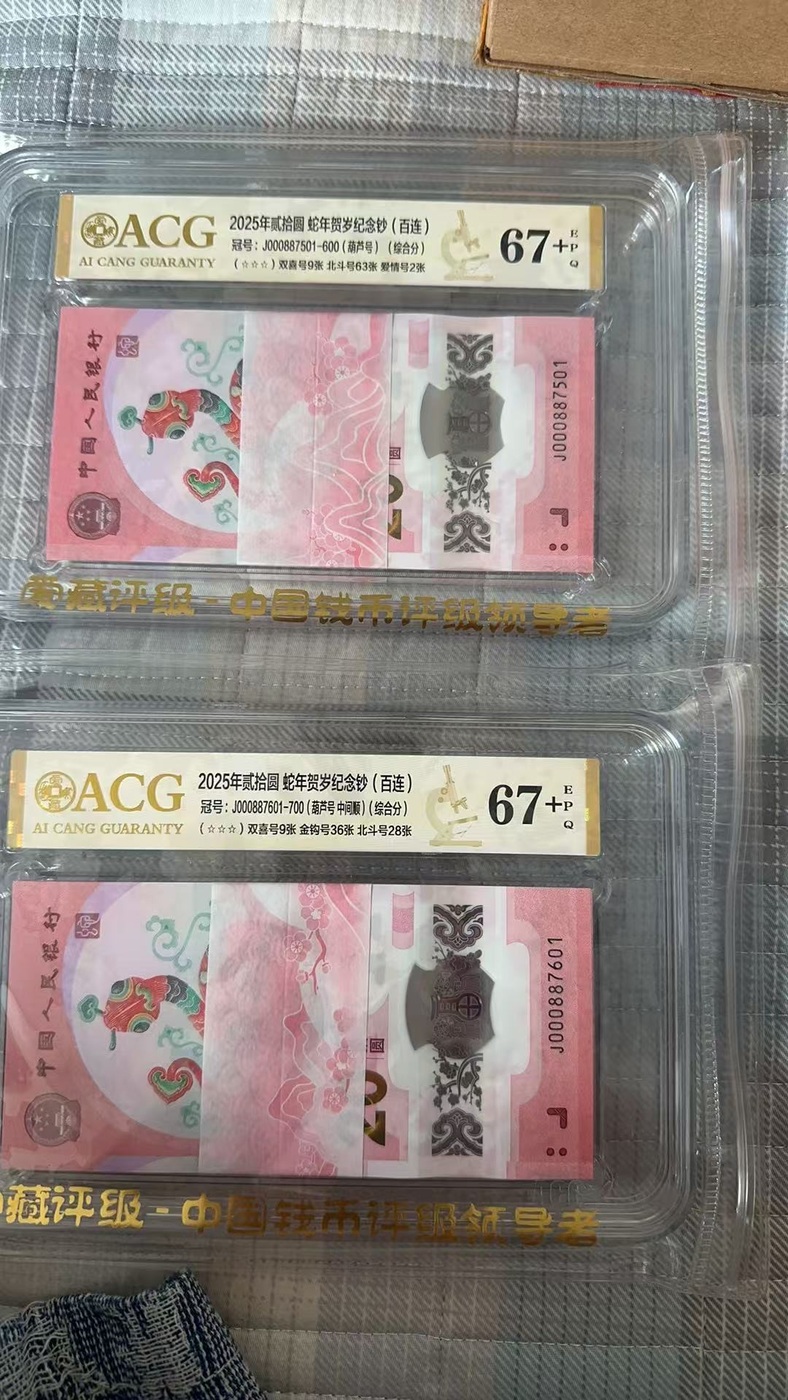 ACG
AI CANG GUARANTY
2025年贰拾圆 蛇年贺岁纪念钞（百连）
冠号：J000887501-600（葫芦号）（综合分）
（☆☆☆）双喜号9张 北斗号63张 爱情号2张
67+
EPQ
中国人民银行
圆
20
J000887501
爱藏评级-中国钱币评级领导者
ACG
AI CANG GUARANTY
2025年贰拾圆 蛇年贺岁纪念钞（百连）
冠号：J000887601-700（葫芦号 中间顺）（综合分）
（☆☆☆）双喜号9张 金钩号36张 北斗号28张
67+
EPQ
中国人民银行
圆
20
J000887601
藏评级-中国钱币评级领导者